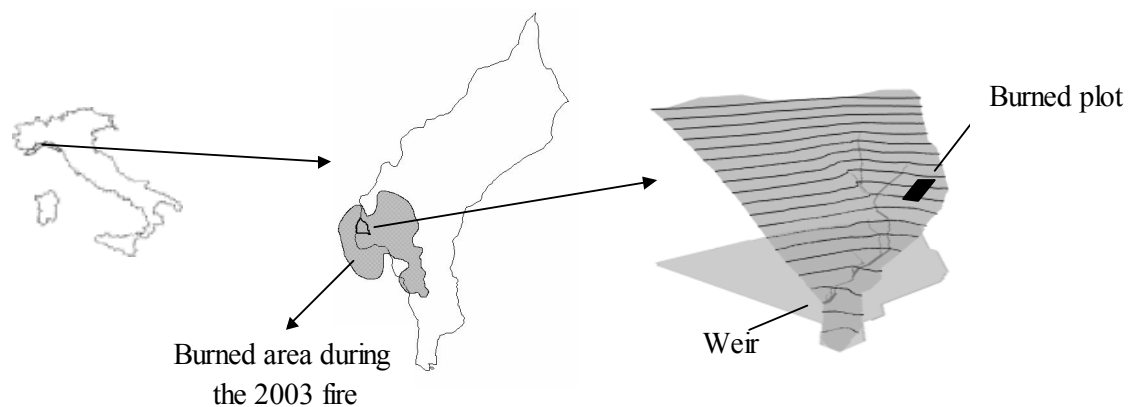 Burned plot
Weir
Burned area during
the 2003 fire